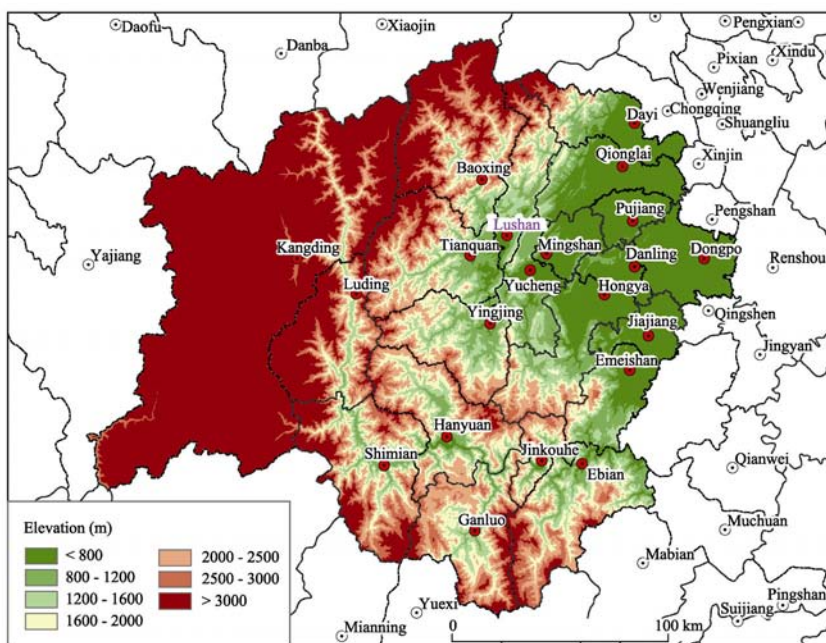 Daofu
Xiaojin
Pengxian
Danba
Pixian
Xindu
Wenjiang
Dayi
Chongqing
Shuangliu
Qionglai
Xinjin
Baoxing
Pujiang
Pengshan
Lushan
Yajiang
Kangding
Tianquan
Mingshan
Danling
Dongpo
Renshou
Luding
Yucheng
Hongya
Yingjing
Jiajiang
Qingshen
Jingyan
Emeishan
Hanyuan
Shimian
Jinkouhe
Ebian
Qianwei
Ganluo
Muchuan
Mabian
Yuexi
Mianning
Pingshan
Suijiang
Elevation (m)
< 800
800 - 1200
1200 - 1600
1600 - 2000
2000 - 2500
2500 - 3000
> 3000
0 100 km